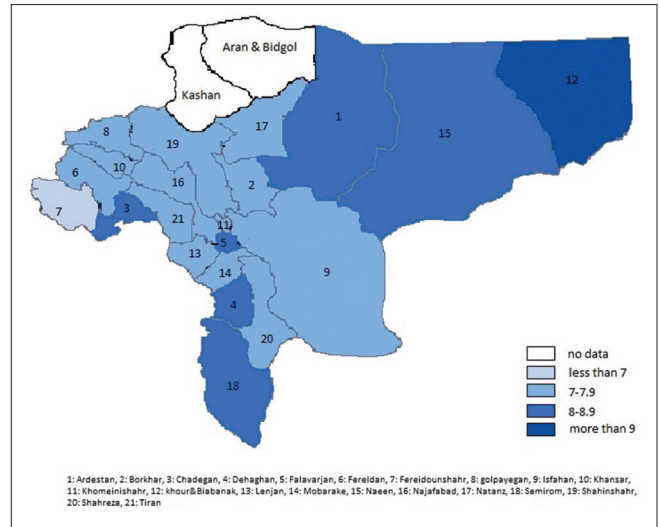 Aran & Bidgol
Kashan
12
1
17
15
8
19
10
6
16
2
7
3
21
11
5
13
9
14
4
20
18
no data
less than 7
7-7.9
8-8.9
more than 9
1: Ardestan, 2: Borkhar, 3: Chadegan, 4: Dehaghan, 5: Falavarjan, 6: Fereidan, 7: Fereidounshahr, 8: golpayegan, 9: Isfahan, 10: Khansar,
11: Khomeinishahr, 12: khour&Biabanak, 13: Lenjan, 14: Mobarake, 15: Naeen, 16: Najafabad, 17: Natanz, 18: Semirom, 19: Shahinshahr,
20: Shahreza, 21: Tiran